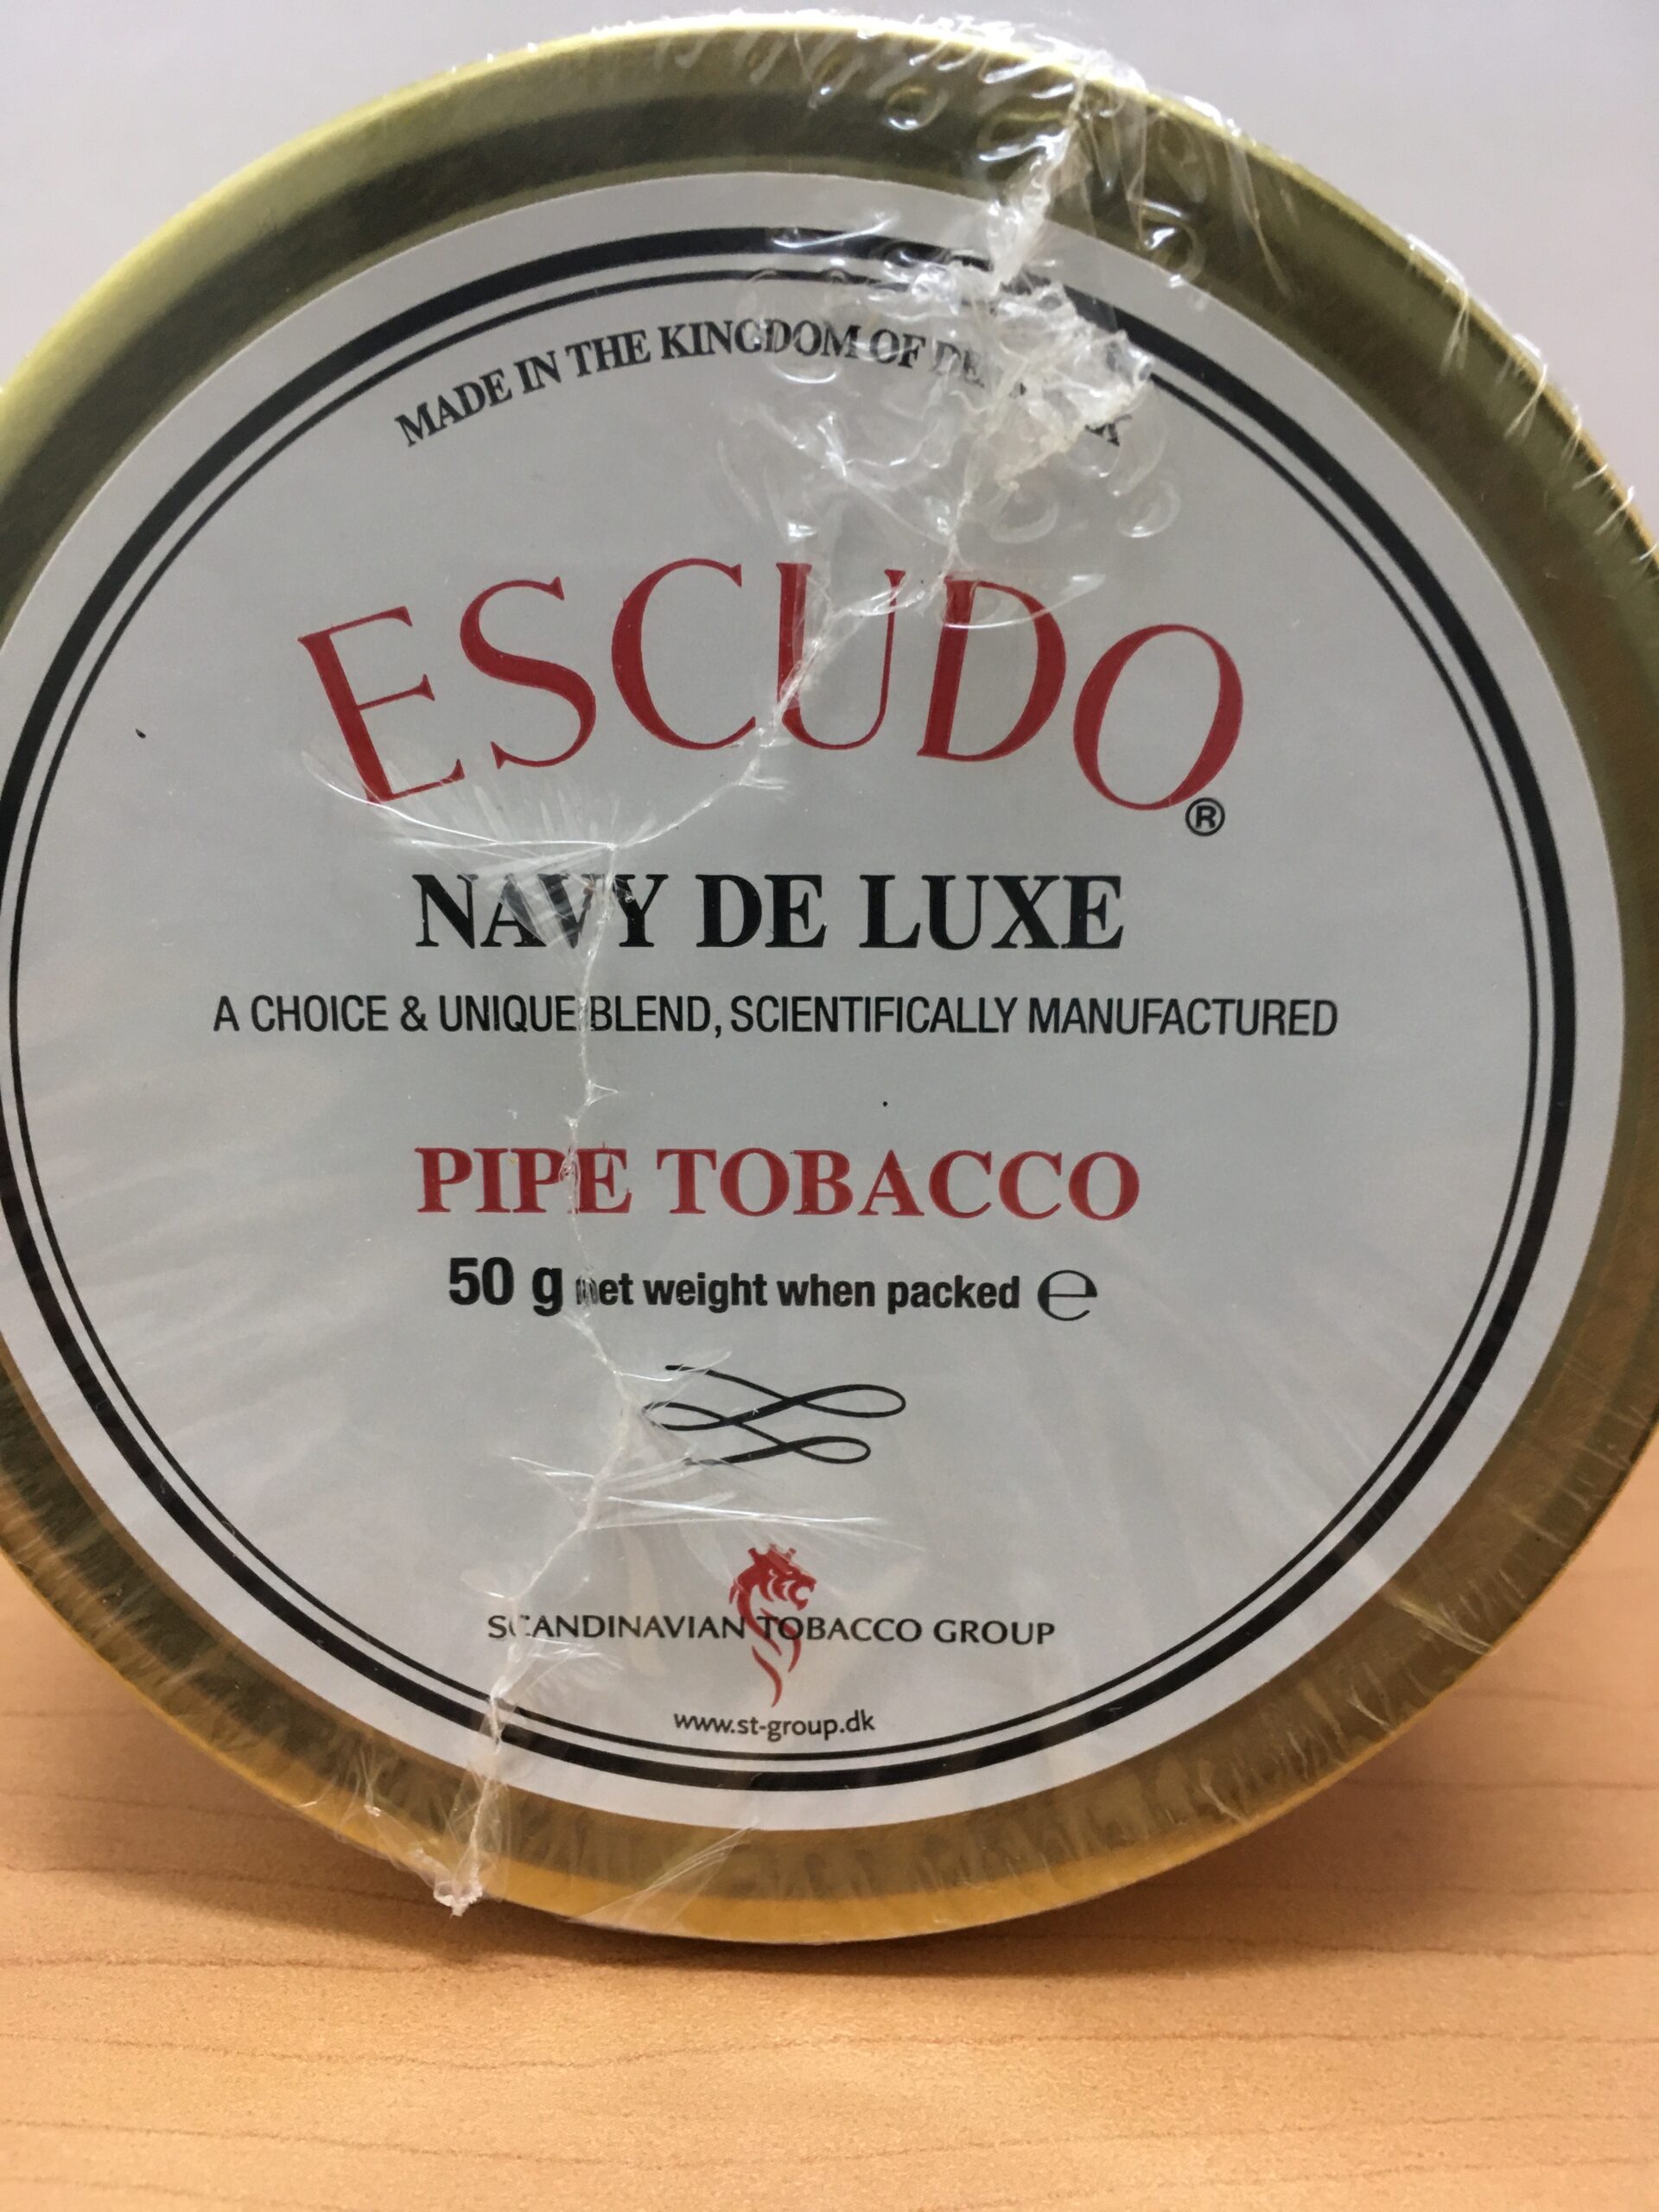 MADE IN THE KINGDOM OF
ESCUDO®
NAVY DE LUXE
A CHOICE & UNIQUE BLEND, SCIENTIFICALLY MANUFACTURED
PIPE TOBACCO
50 g net weight when packed ℮
SCANDINAVIAN TOBACCO GROUP
www.st-group.dk